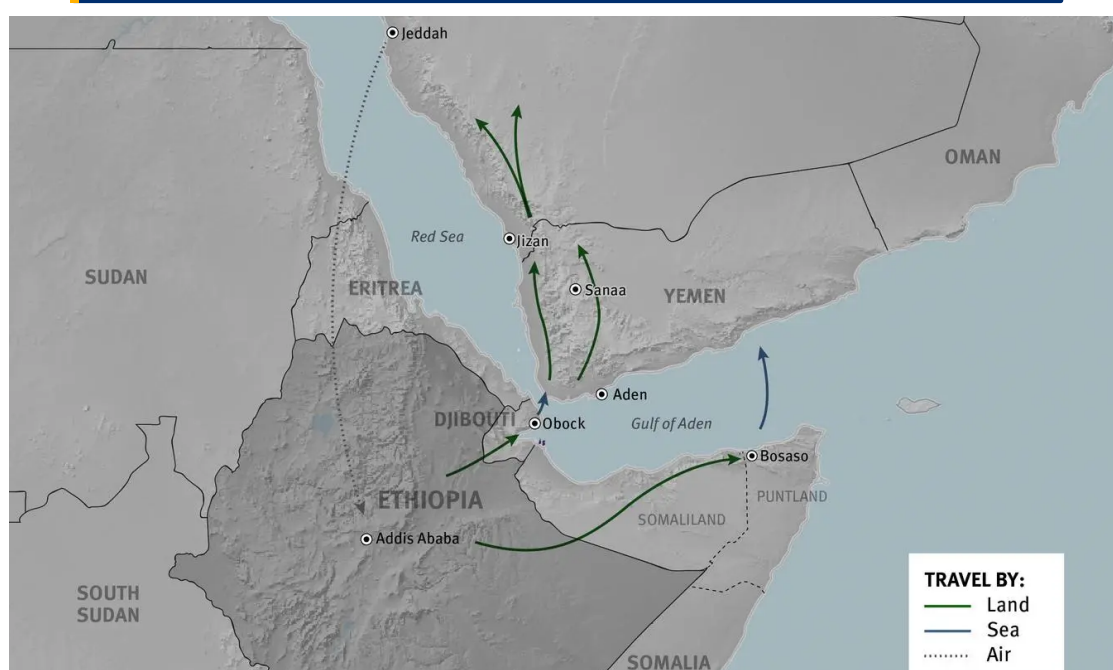 Jeddah
OMAN
Red Sea
Jizan
SUDAN
ERITREA
Sanaa
YEMEN
Aden
DJIBOUTI
Obock
Gulf of Aden
Bosaso
ETHIOPIA
PUNTLAND
SOMALILAND
Addis Ababa
SOUTH
SUDAN
SOMALIA
TRAVEL BY:
Land
Sea
Air